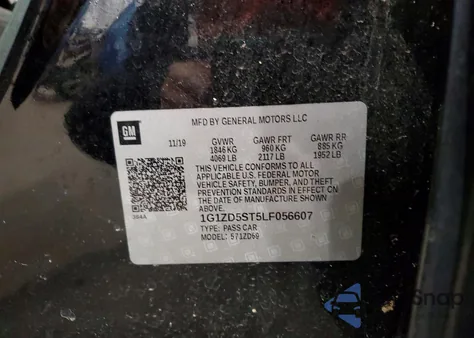 MFD BY GENERAL MOTORS LLC
GM
11/19 GVWR GAWR FRT GAWR RR
1846 KG 960 KG 885 KG
4069 LB 2117 LB 1952 LB
THIS VEHICLE CONFORMS TO ALL
APPLICABLE U.S. FEDERAL MOTOR
VEHICLE SAFETY, BUMPER, AND THEFT
PREVENTION STANDARDS IN EFFECT ON
THE DATE OF MANUFACTURE SHOWN ABOVE.
1G1ZD5ST5LF056607
TYPE: PASS CAR
MODEL: 571ZD69
Snap